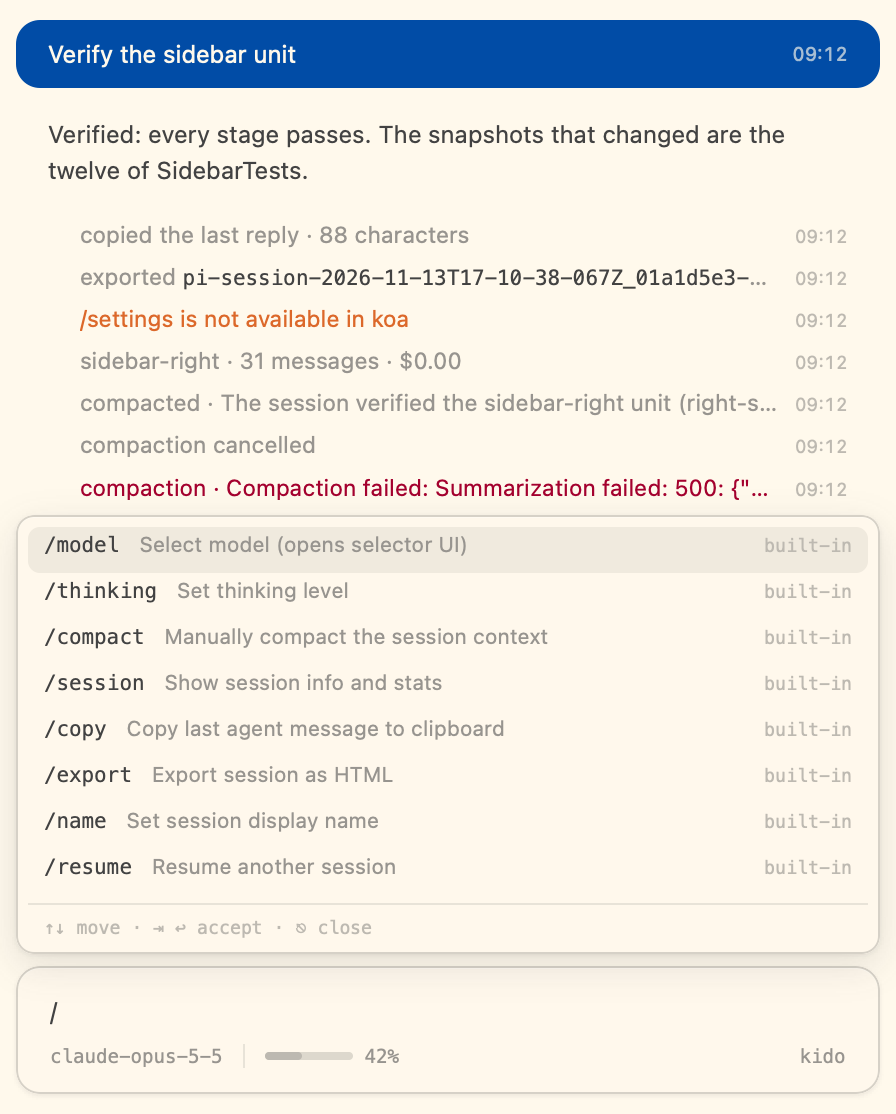 Verify the sidebar unit 09:12
Verified: every stage passes. The snapshots that changed are the
twelve of SidebarTests.
copied the last reply · 88 characters 09:12
exported pi-session-2026-11-13T17-10-38-067Z_01a1d5e3-… 09:12
/settings is not available in koa 09:12
sidebar-right · 31 messages · $0.00 09:12
compacted · The session verified the sidebar-right unit (right-s… 09:12
compaction cancelled 09:12
compaction · Compaction failed: Summarization failed: 500: {"… 09:12
/model Select model (opens selector UI) built-in
/thinking Set thinking level built-in
/compact Manually compact the session context built-in
/session Show session info and stats built-in
/copy Copy last agent message to clipboard built-in
/export Export session as HTML built-in
/name Set session display name built-in
/resume Resume another session built-in
↑↓ move · ⇥ ↩ accept · ⎋ close
/
claude-opus-5-5 42% kido